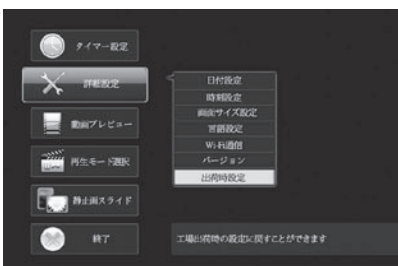 タイマー設定
詳細設定
動画プレビュー
再生モード選択
静止画スライド
終了
日付設定
時刻設定
画面サイズ設定
言語設定
Wi-Fi通信
バージョン
出荷時設定
工場出荷時の設定に戻すことができます